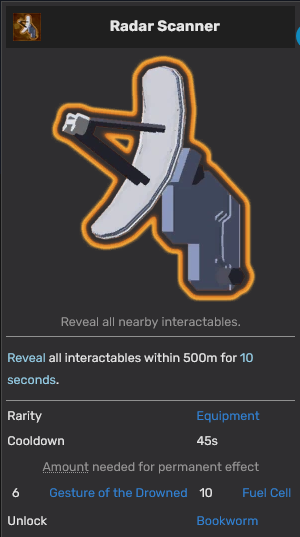 Radar Scanner
Reveal all nearby interactables.
Reveal all interactables within 500m for 10
seconds.
Rarity Equipment
Cooldown 45s
Amount needed for permanent effect
6 Gesture of the Drowned 10 Fuel Cell
Unlock Bookworm